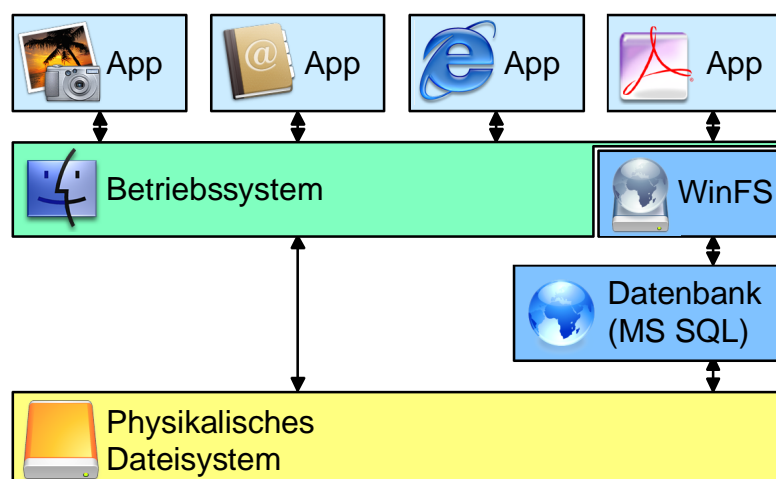 App
App
App
App
Betriebssystem
WinFS
Datenbank
(MS SQL)
Physikalisches
Dateisystem